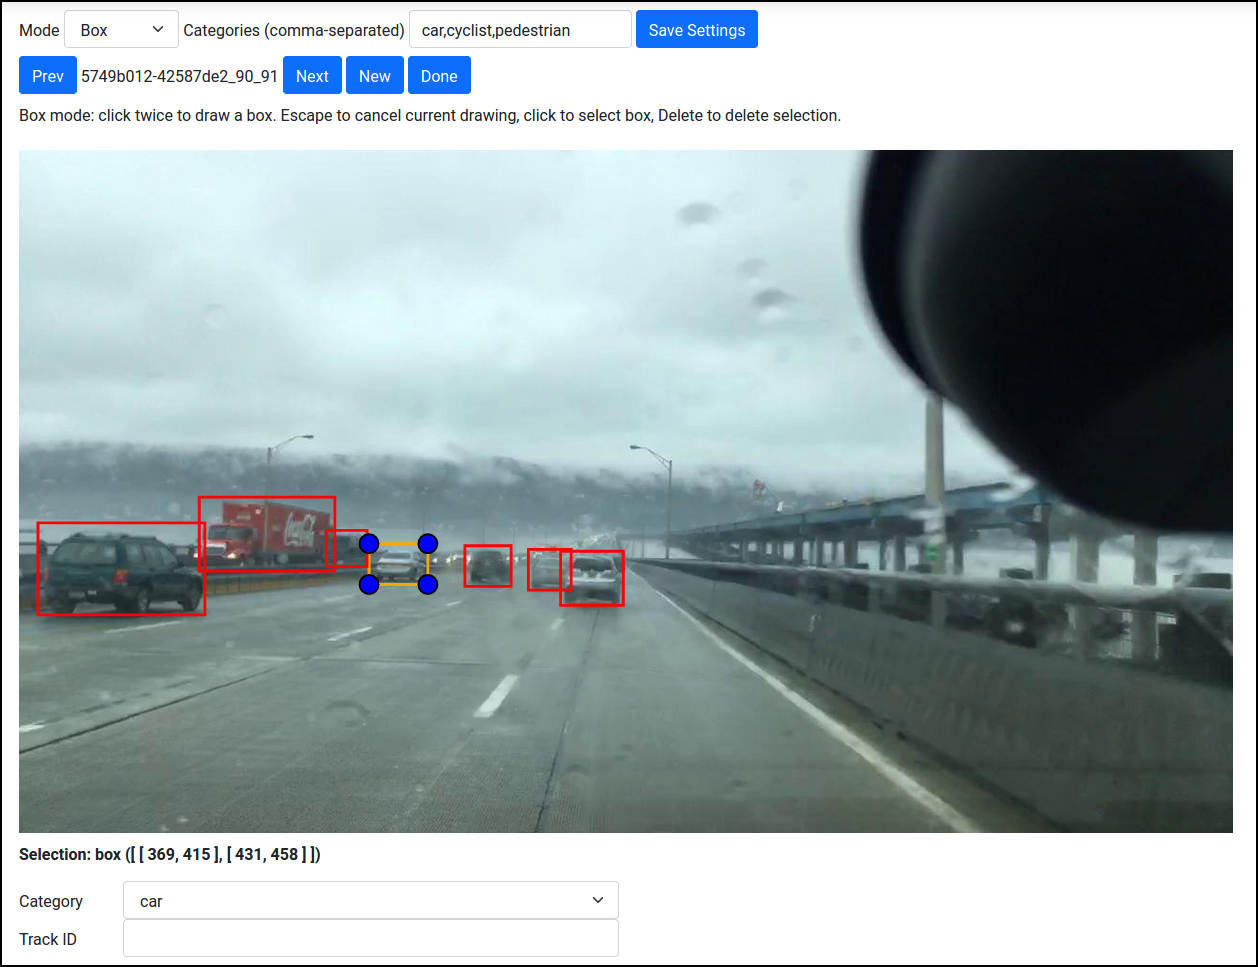 Mode Box Categories (comma-separated) car,cyclist,pedestrian Save Settings
Prev 5749b012-42587de2_90_91 Next New Done
Box mode: click twice to draw a box. Escape to cancel current drawing, click to select box, Delete to delete selection.
Coca-Cola
Selection: box ([ [ 369, 415 ], [ 431, 458 ] ])
Category car
Track ID